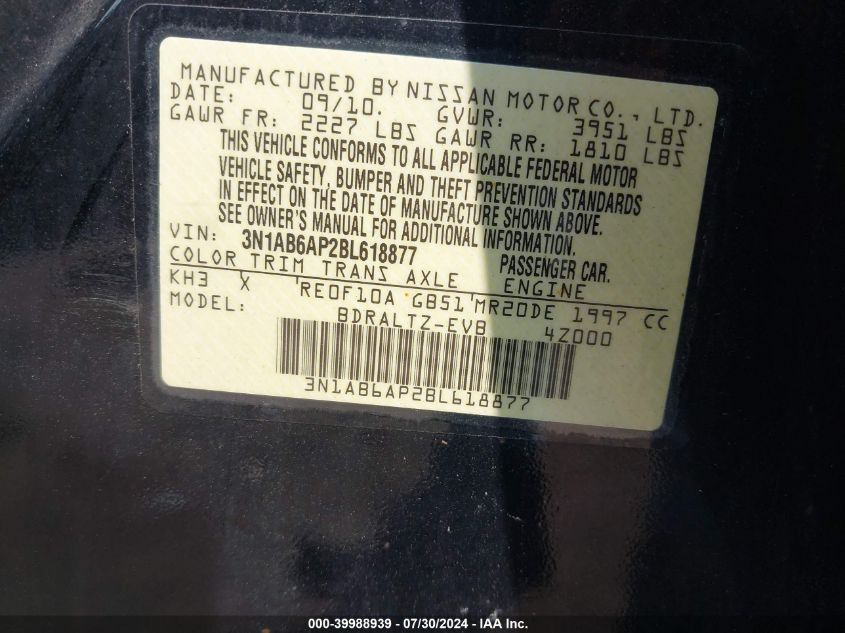 MANUFACTURED BY NISSAN MOTOR CO., LTD.
DATE: 09/10. GVWR: 3951 LBS
GAWR FR: 2227 LBS GAWR RR: 1810 LBS
THIS VEHICLE CONFORMS TO ALL APPLICABLE FEDERAL MOTOR
VEHICLE SAFETY, BUMPER AND THEFT PREVENTION STANDARDS
IN EFFECT ON THE DATE OF MANUFACTURE SHOWN ABOVE.
SEE OWNER'S MANUAL FOR ADDITIONAL INFORMATION.
VIN: 3N1AB6AP2BL618877 PASSENGER CAR.
COLOR TRIM TRANS AXLE ENGINE
KH3 X RE0F10A GB51 MR20DE 1997 CC
MODEL: BDRALTZ-EVB 4Z000
3N1AB6AP2BL618877
000-39988939 - 07/30/2024 - IAA Inc.